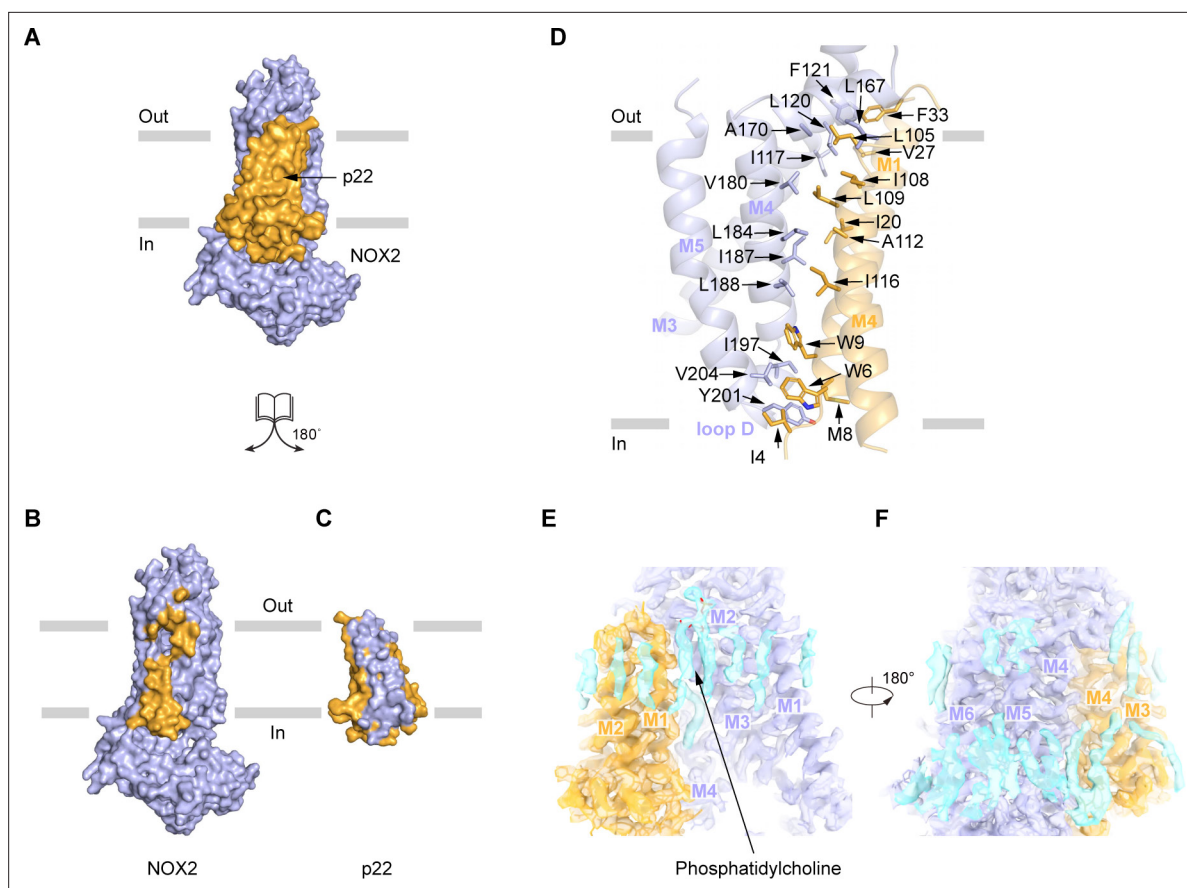 A
Out
p22
In
NOX2
180°
B
C
Out
In
NOX2
p22
D
F121
L167
L120
F33
Out
A170
L105
V27
I117
M1
I108
V180
L109
M4
I20
L184
A112
M5
I187
L188
I116
M3
M4
I197
W9
V204
W6
Y201
loop D
M8
In
I4
E
M2
M2
M1
M3
M1
M4
Phosphatidylcholine
F
180°
M4
M4
M6
M5
M3